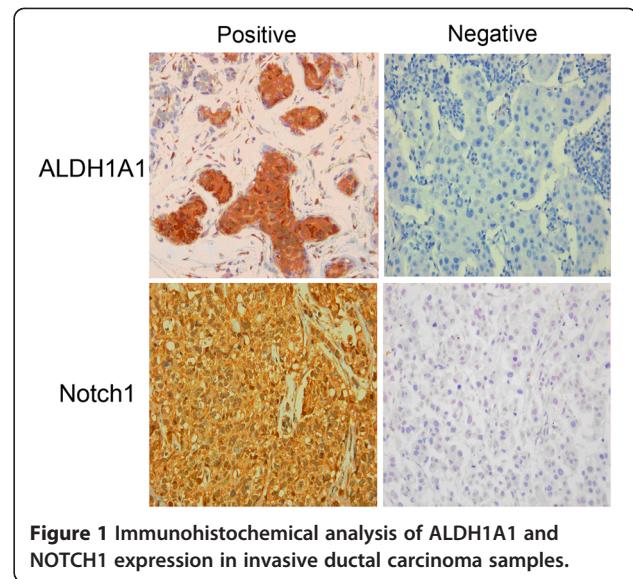 Positive
Negative
ALDH1A1
Notch1
Figure 1 Immunohistochemical analysis of ALDH1A1 and
NOTCH1 expression in invasive ductal carcinoma samples.